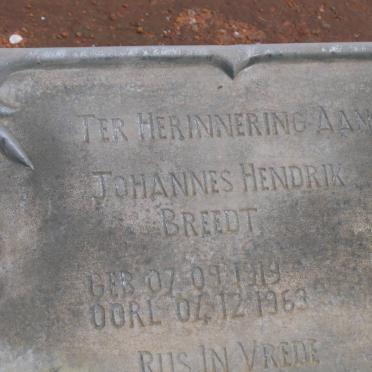 TER HERINNERING AAN
JOHANNES HENDRIK
BREEDT
GEB 07.09.1919
OORL 07.12.1963
RUS IN VREDE